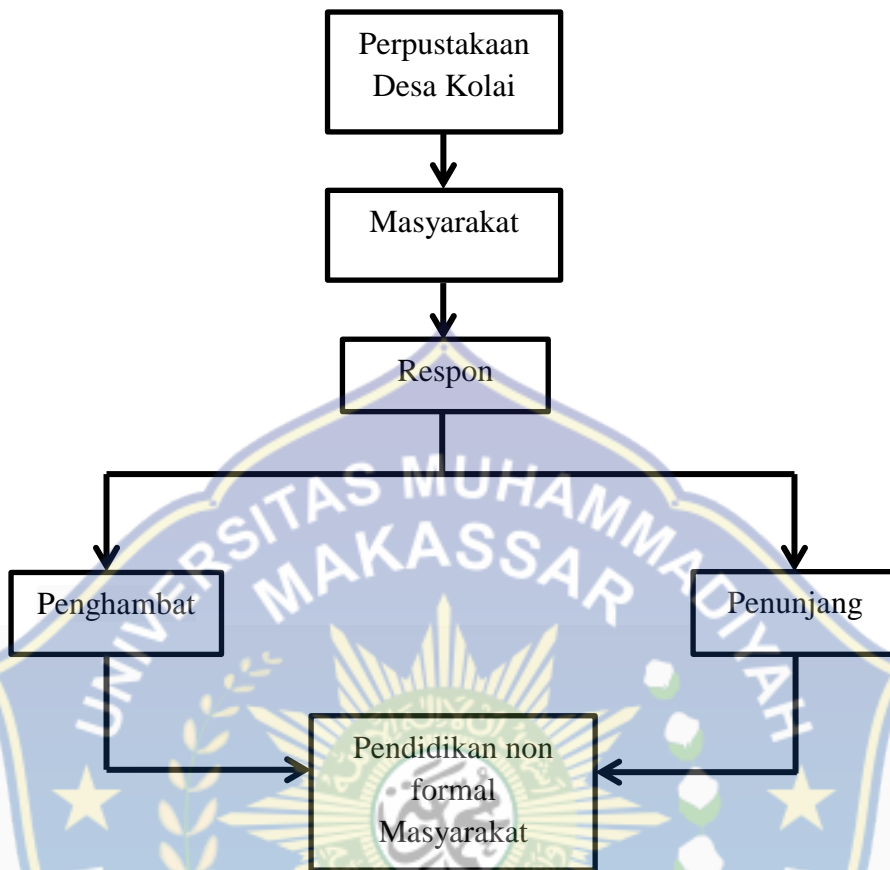 Perpustakaan
Desa Kolai
Masyarakat
Respon
UNIVERSITAS MUHAMMADIYAH
MAKASSAR
Penghambat
Penunjang
Pendidikan non
formal
Masyarakat